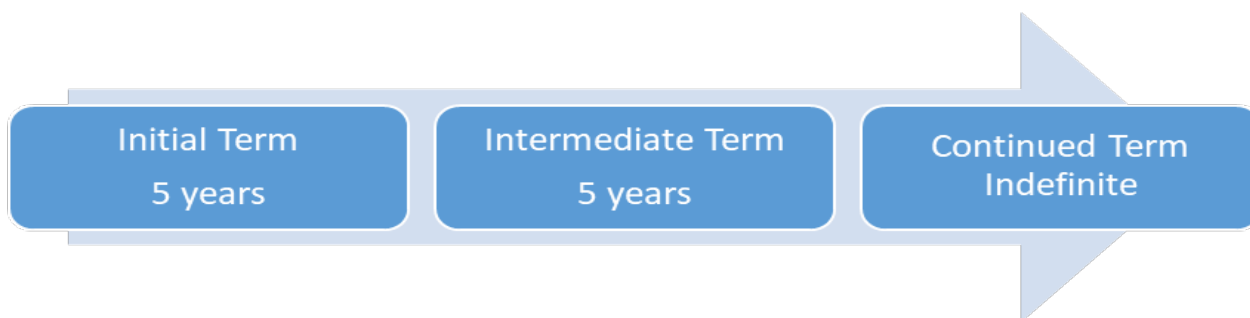 Initial Term
5 years
Intermediate Term
5 years
Continued Term
Indefinite